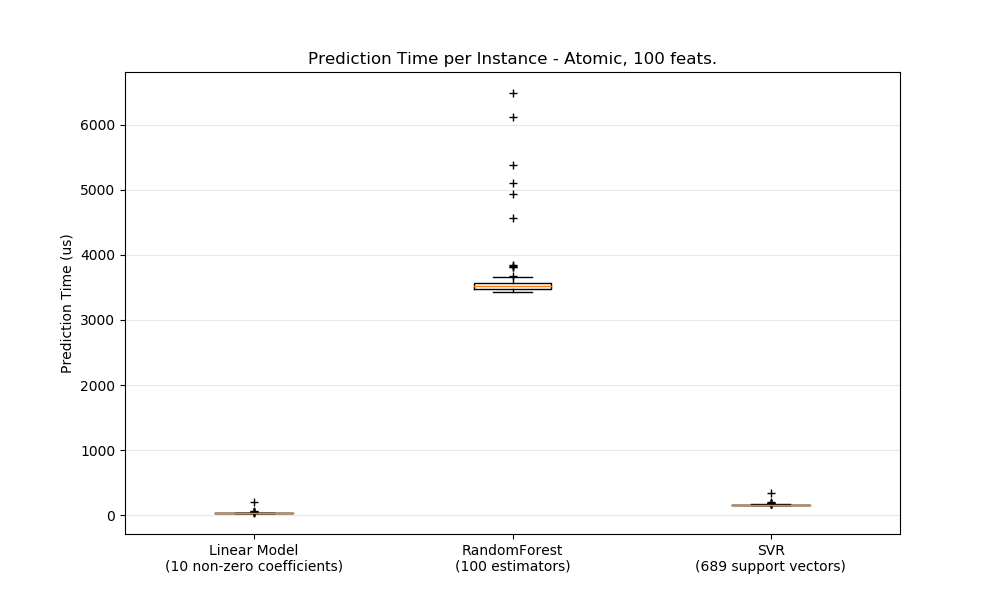 Prediction Time per Instance - Atomic, 100 feats.
Prediction Time (us)
6000
5000
4000
3000
2000
1000
0
Linear Model
(10 non-zero coefficients)
RandomForest
(100 estimators)
SVR
(689 support vectors)